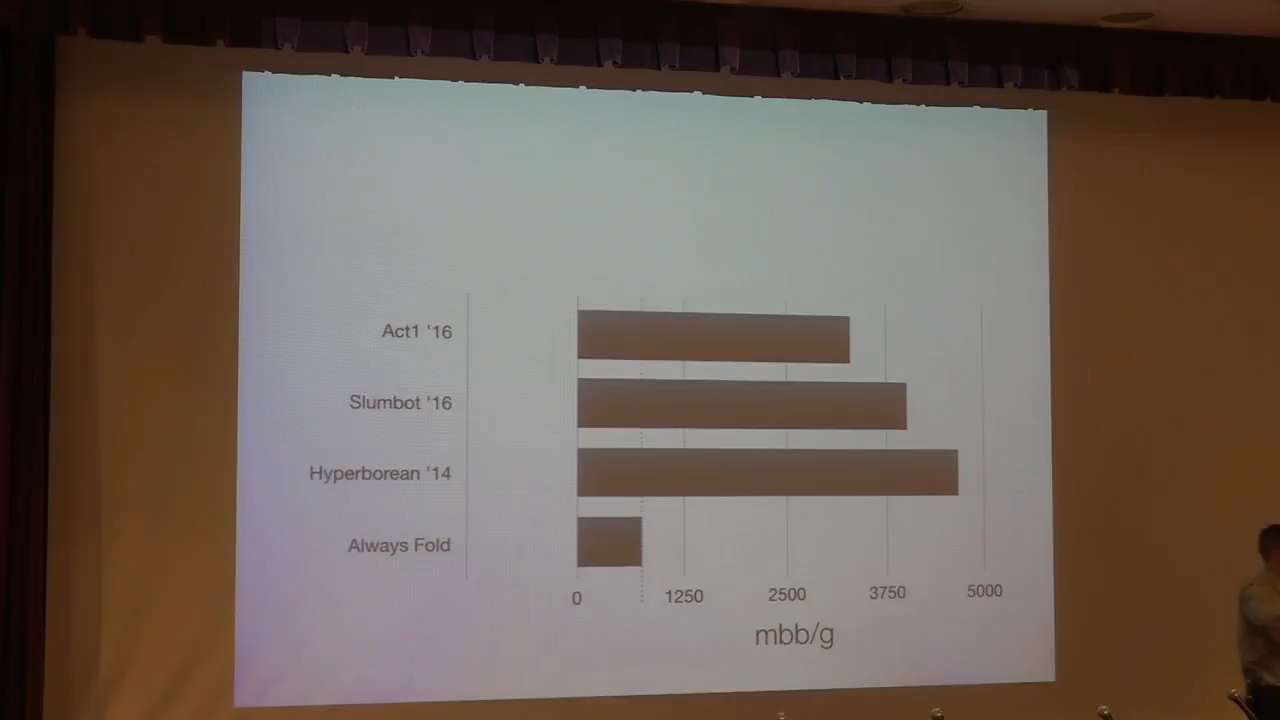 Act1 '16
Slumbot '16
Hyperborean '14
Always Fold
0 1250 2500 3750 5000
mbb/g